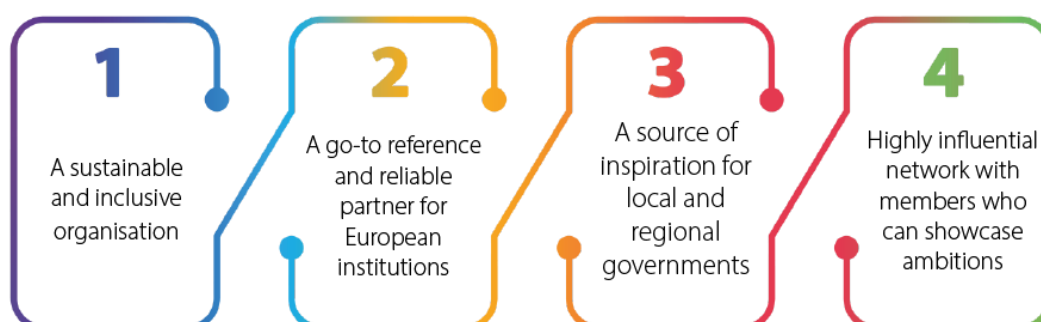 1
A sustainable
and inclusive
organisation
2
A go-to reference
and reliable
partner for
European
institutions
3
A source of
inspiration for
local and
regional
governments
4
Highly influential
network with
members who
can showcase
ambitions